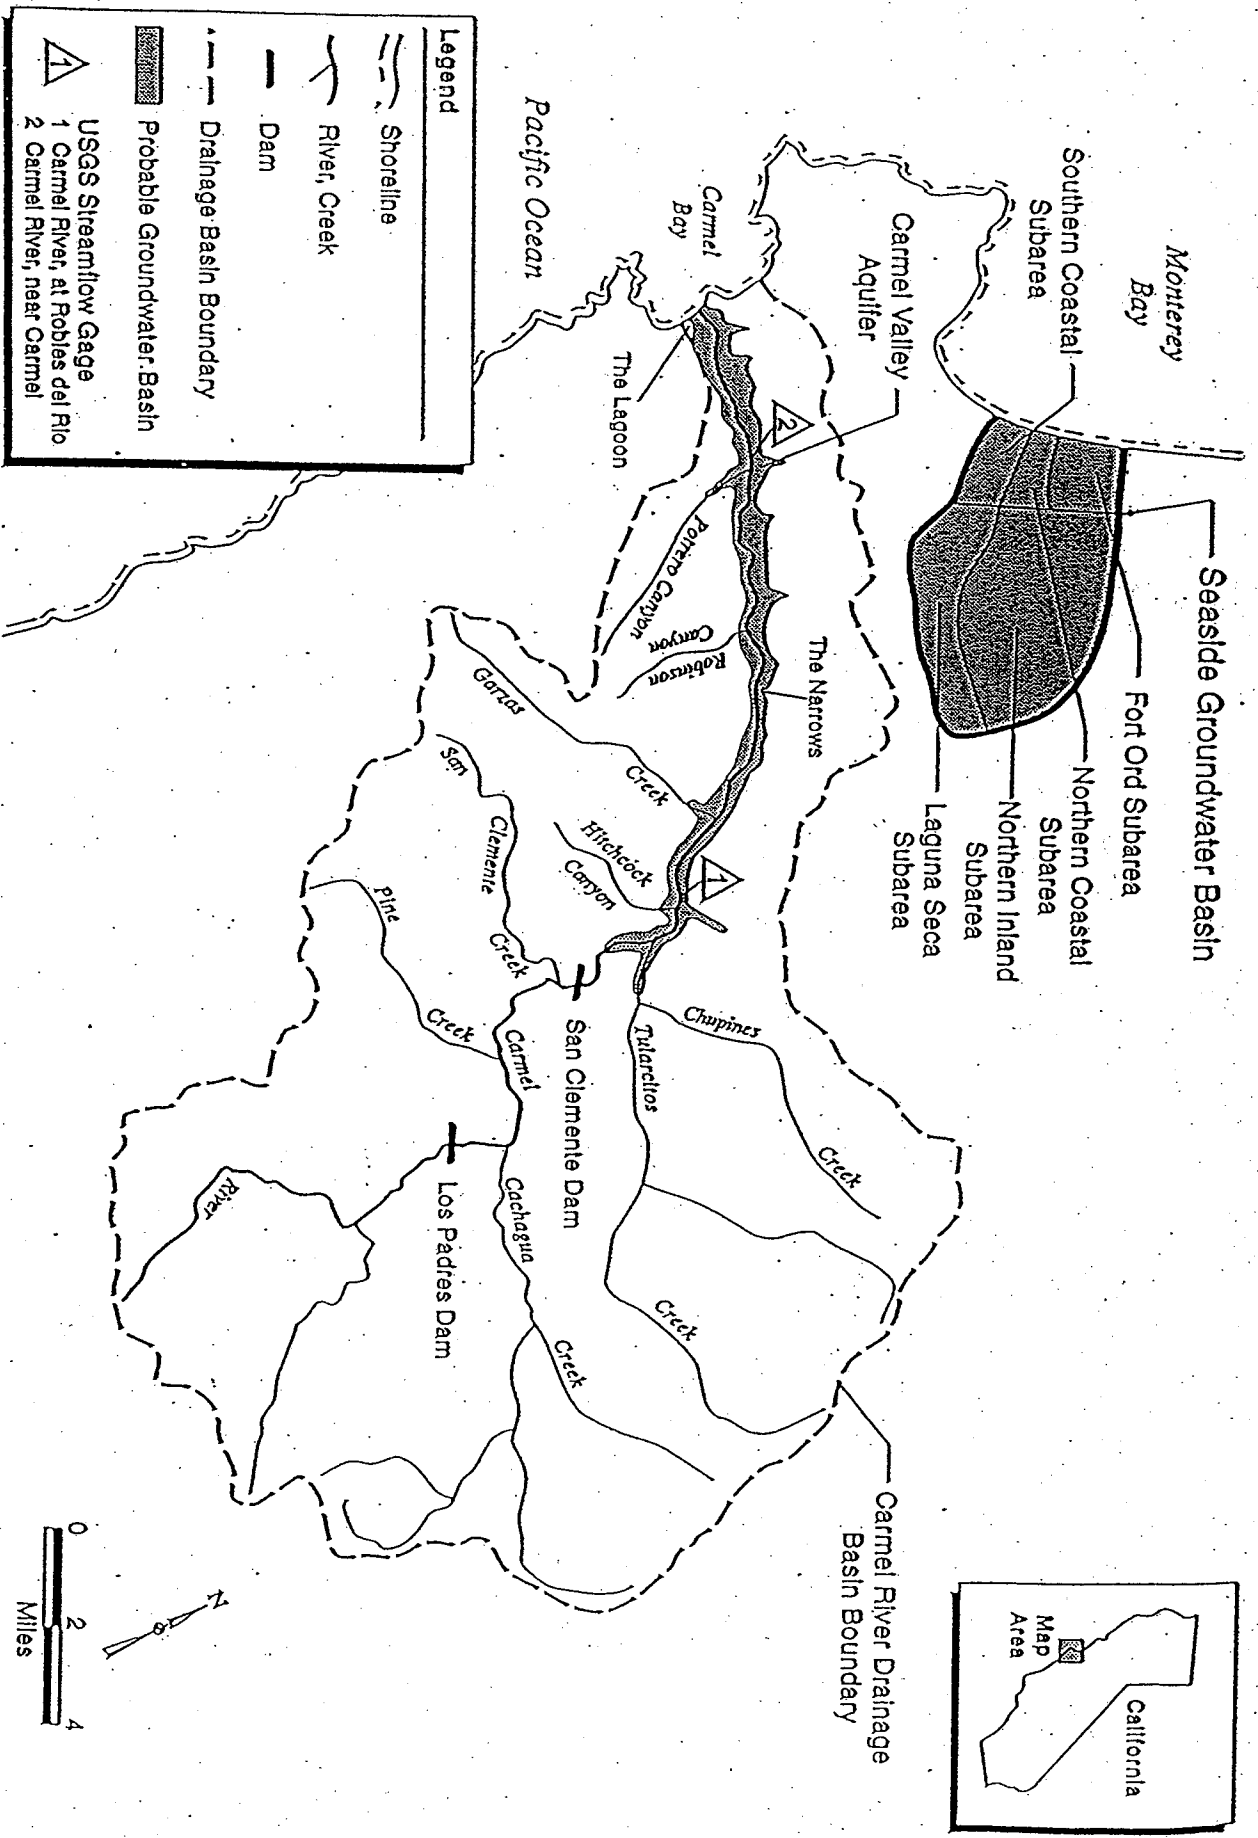 Seaside Groundwater Basin
Monterey
Bay
Southern Coastal
Subarea
Fort Ord Subarea
Northern Coastal
Subarea
Northern Inland
Subarea
Laguna Seca
Subarea
Carmel Valley
Aquifer
The Narrows
Carmel
Bay
The Lagoon
Pacific Ocean
2
Potrero Canyon
Robinson
Canyon
Garzas
Creek
Hitchcock
Canyon
1
San
Clemente
Creek
Pine
Creek
Carmel
River
San Clemente Dam
Los Padres Dam
Chupines
Creek
Tularcitos
Creek
Cachagua
Creek
Carmel River Drainage
Basin Boundary
California
Map
Area
N
0 2 4
Miles
Legend
Shoreline
River, Creek
Dam
Drainage Basin Boundary
Probable Groundwater Basin
1
USGS Streamflow Gage
1 Carmel River, at Robles del Rio
2 Carmel River, near Carmel